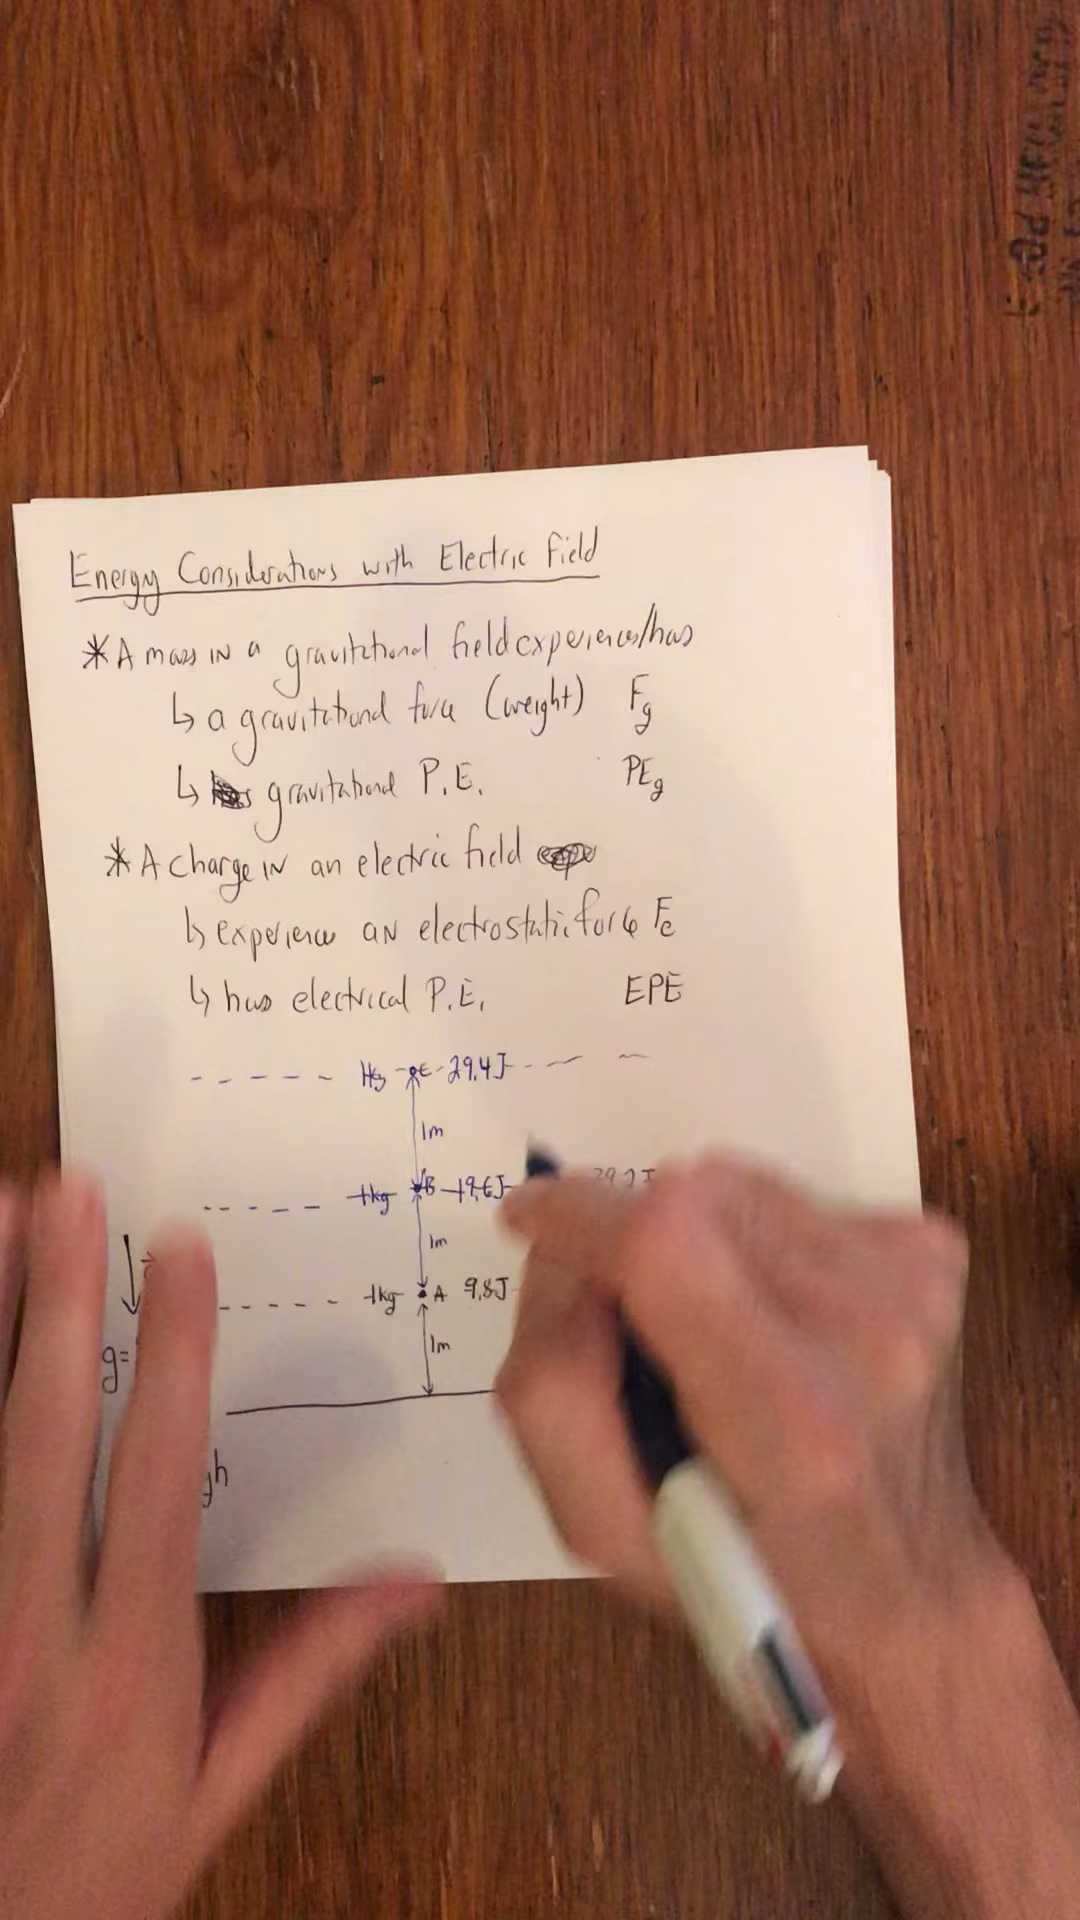 Energy Considerations with Electric Field
* A mass in a gravitational field experiences/has
↳ a gravitational force (weight) Fg
↳ gravitational P.E. PEg
* A charge in an electric field
↳ experience an electrostatic force Fe
↳ has electrical P.E. EPE
29.4J
1m
1kg B 19.6J
1m
1kg A 9.8J
1m
g=
gh